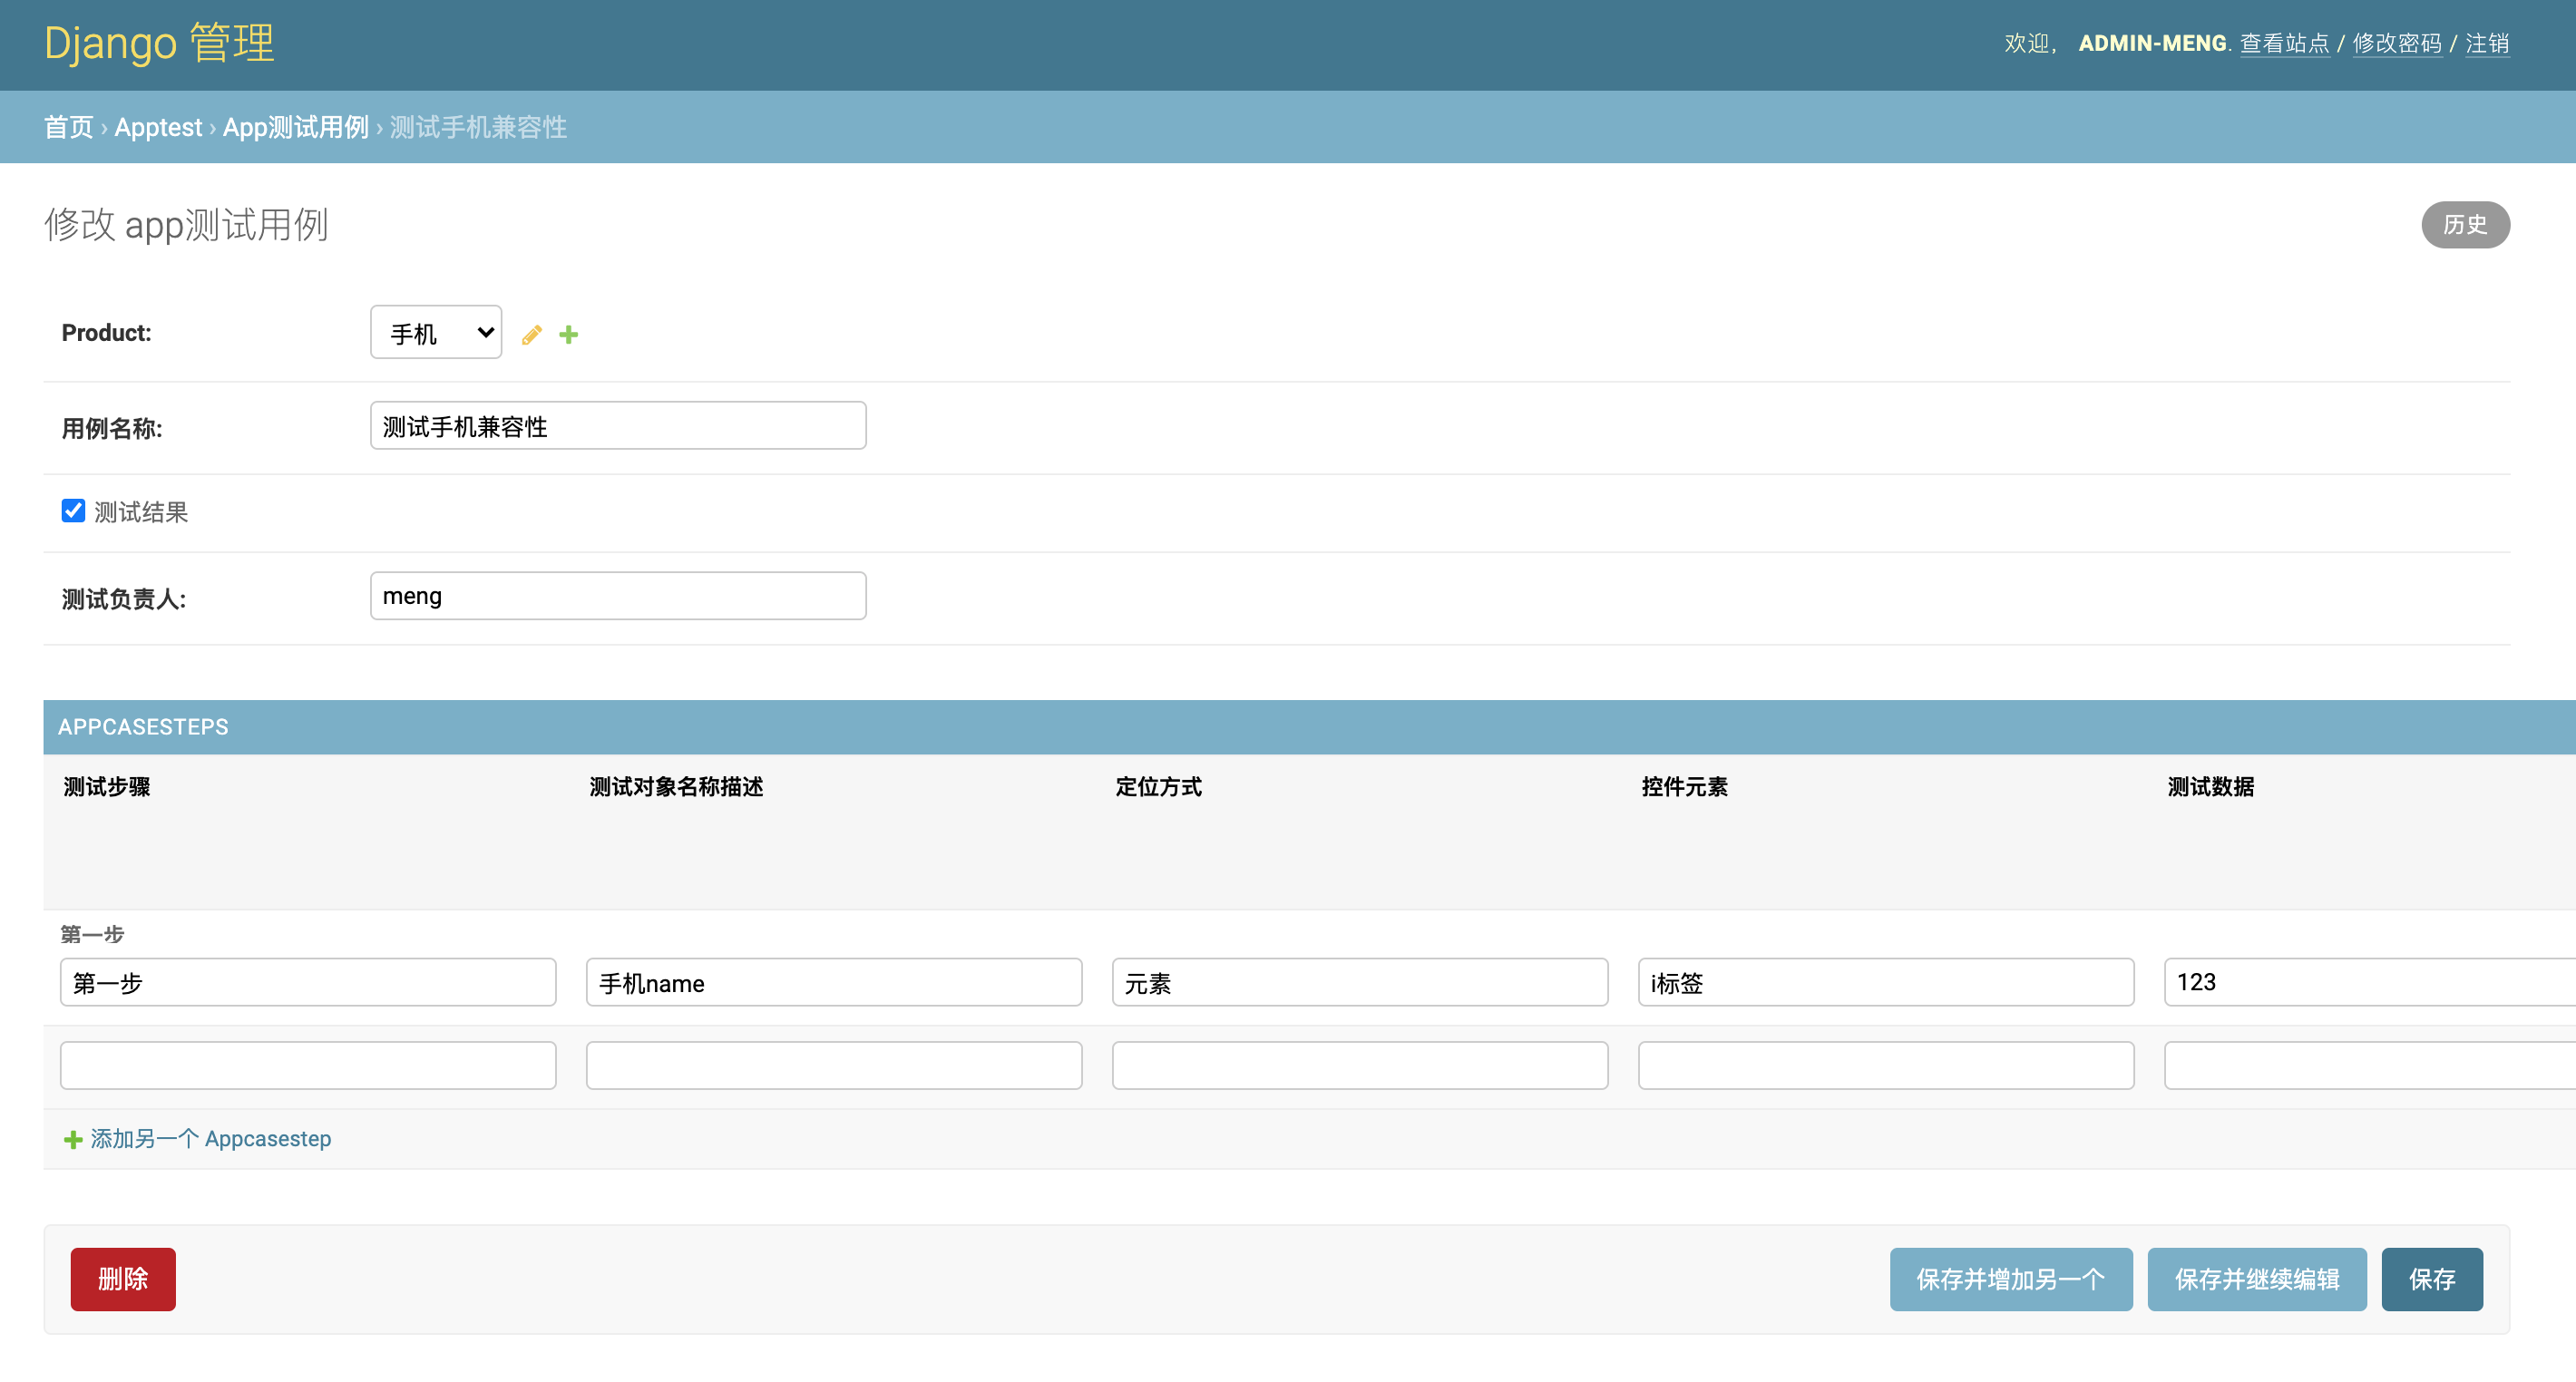 Django 管理
欢迎， ADMIN-MENG. 查看站点 / 修改密码 / 注销
首页 › Apptest › App测试用例 › 测试手机兼容性
修改 app测试用例
历史
Product: 手机
用例名称: 测试手机兼容性
测试结果
测试负责人: meng
APPCASESTEPS
测试步骤 测试对象名称描述 定位方式 控件元素 测试数据
第一步
第一步 手机name 元素 i标签 123
添加另一个 Appcasestep
删除 保存并增加另一个 保存并继续编辑 保存